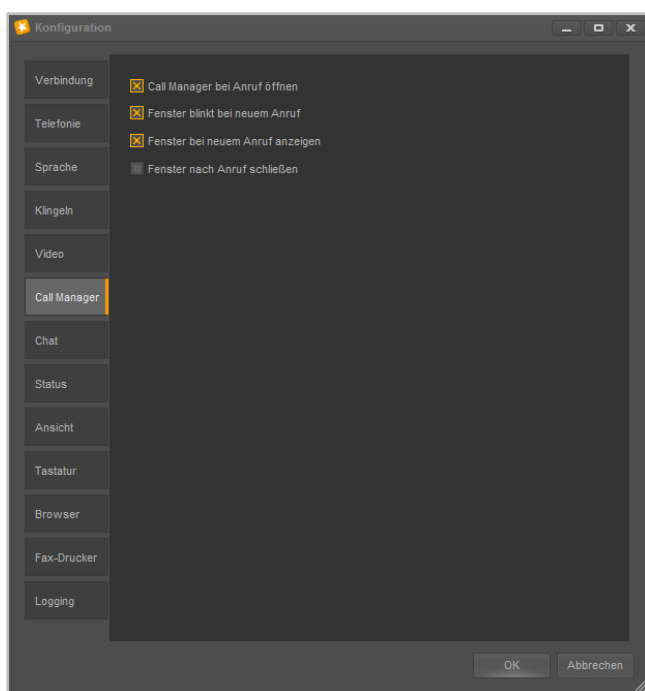 Konfiguration
Verbindung
Telefonie
Sprache
Klingeln
Video
Call Manager
Chat
Status
Ansicht
Tastatur
Browser
Fax-Drucker
Logging
Call Manager bei Anruf öffnen
Fenster blinkt bei neuem Anruf
Fenster bei neuem Anruf anzeigen
Fenster nach Anruf schließen
OK
Abbrechen